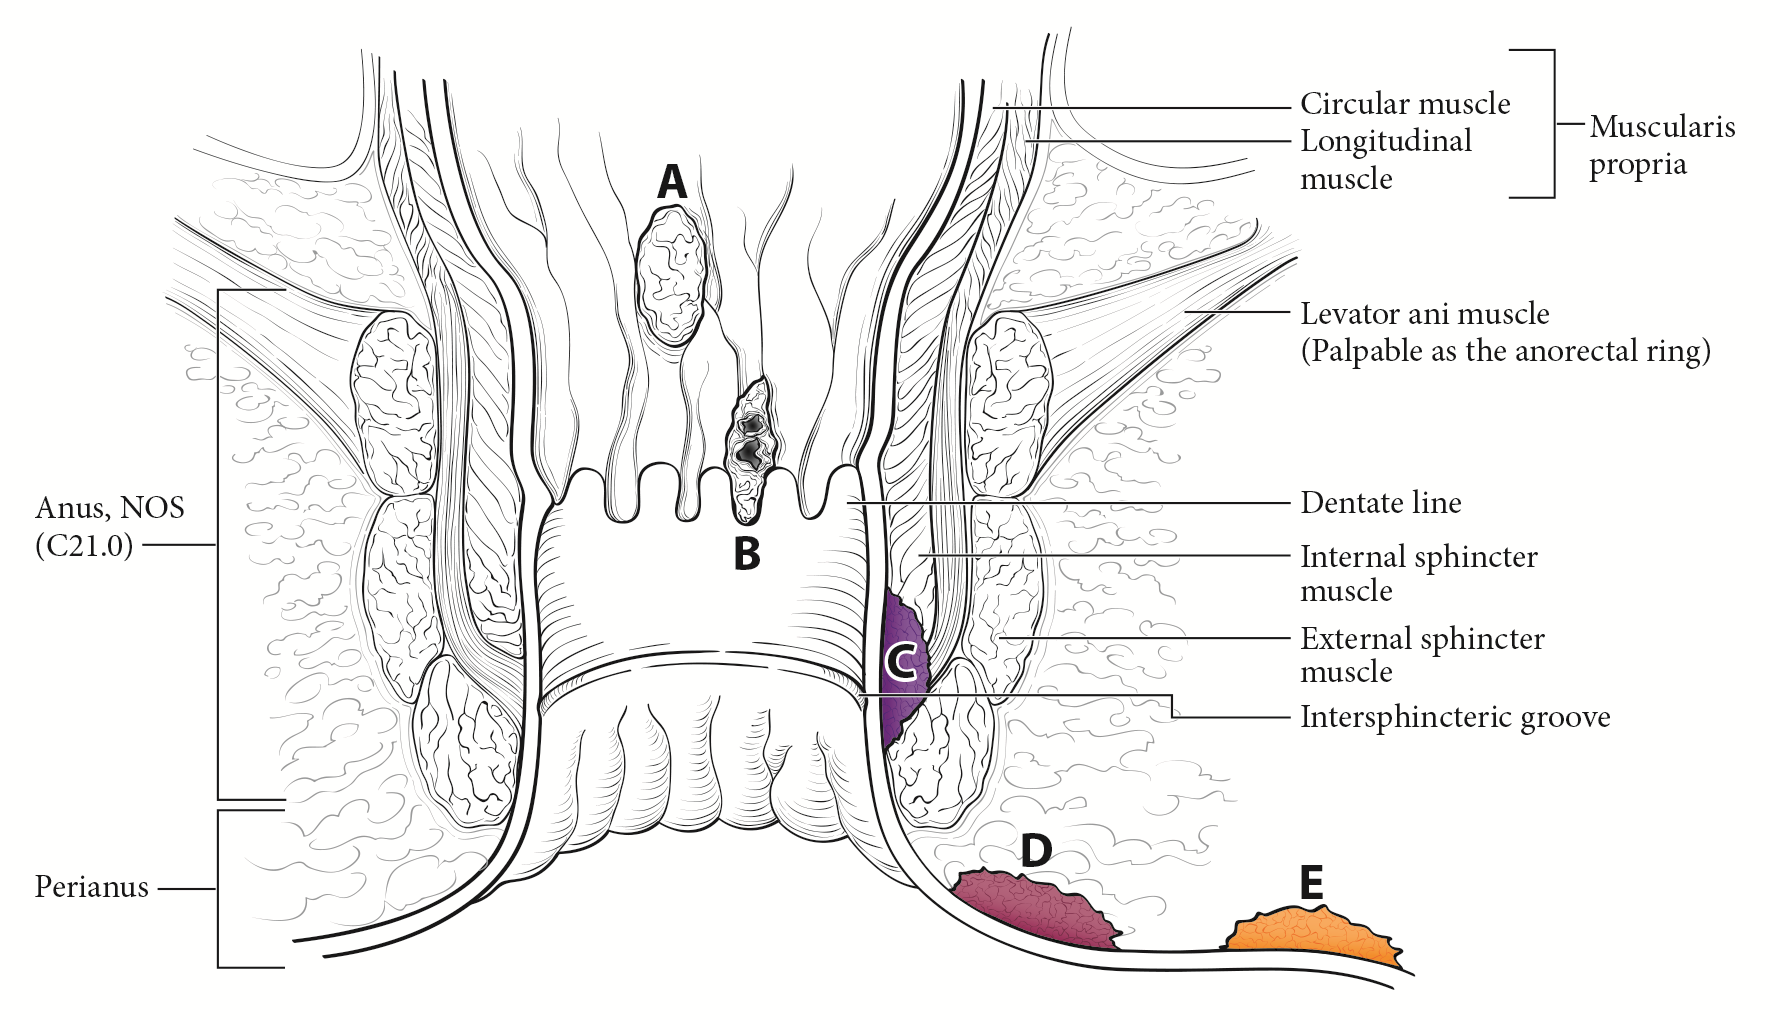 A
B
C
D
E
Circular muscle
Longitudinal
muscle
Muscularis
propria
Levator ani muscle
(Palpable as the anorectal ring)
Dentate line
Internal sphincter
muscle
External sphincter
muscle
Intersphincteric groove
Anus, NOS
(C21.0)
Perianus